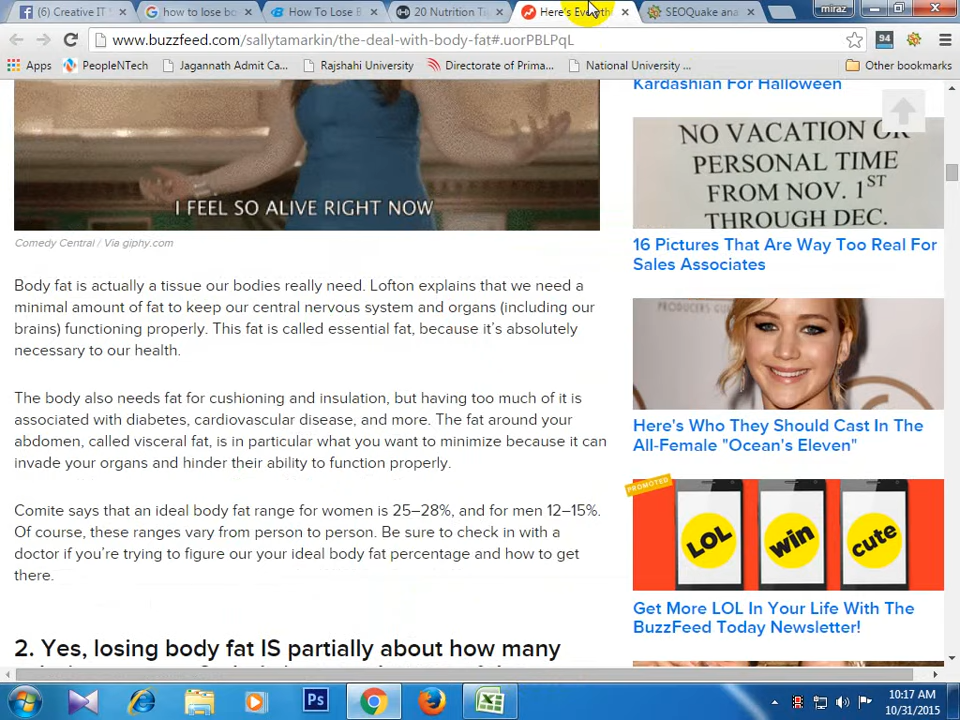 (6) Creative IT
how to lose bo
How To Lose B
20 Nutrition Ti
Here's Everyth
SEOQuake an
miraz
www.buzzfeed.com/sallytamarkin/the-deal-with-body-fat#.uorPBLPqL
94
Apps
PeopleNTech
Jagannath Admit Ca...
Rajshahi University
Directorate of Prima...
National University ...
Other bookmarks
I FEEL SO ALIVE RIGHT NOW
Comedy Central / Via giphy.com
Body fat is actually a tissue our bodies really need. Lofton explains that we need a
minimal amount of fat to keep our central nervous system and organs (including our
brains) functioning properly. This fat is called essential fat, because it's absolutely
necessary to our health.
The body also needs fat for cushioning and insulation, but having too much of it is
associated with diabetes, cardiovascular disease, and more. The fat around your
abdomen, called visceral fat, is in particular what you want to minimize because it can
invade your organs and hinder their ability to function properly.
Comite says that an ideal body fat range for women is 25–28%, and for men 12–15%.
Of course, these ranges vary from person to person. Be sure to check in with a
doctor if you're trying to figure our your ideal body fat percentage and how to get
there.
2. Yes, losing body fat IS partially about how many
Kardashian For Halloween
NO VACATION OR
PERSONAL TIME
FROM NOV. 1ST
THROUGH DEC.
16 Pictures That Are Way Too Real For
Sales Associates
PRODUCERS GU
Here's Who They Should Cast In The
All-Female "Ocean's Eleven"
PROMOTED
LOL
win
cute
Get More LOL In Your Life With The
BuzzFeed Today Newsletter!
Ps
10:17 AM
10/31/2015